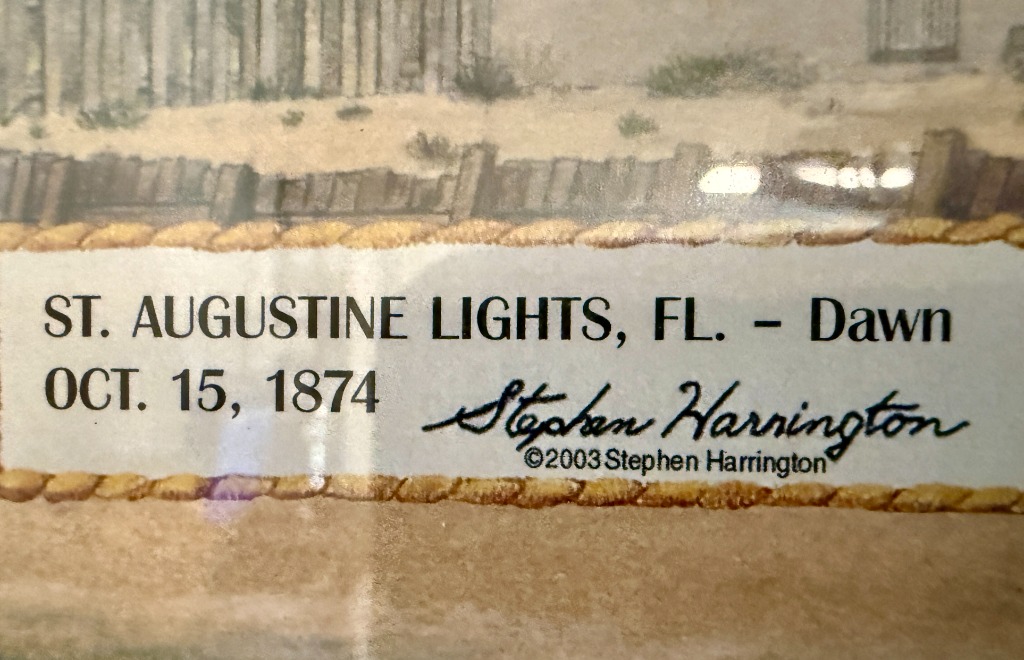 ST. AUGUSTINE LIGHTS, FL. – Dawn
OCT. 15, 1874
Stephen Harrington
©2003 Stephen Harrington